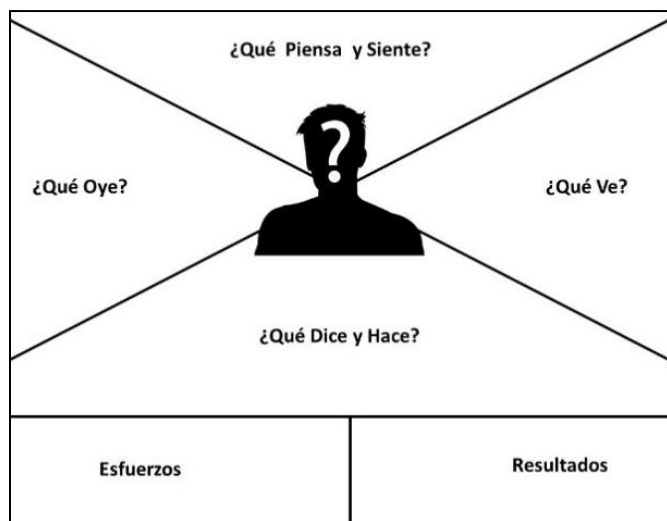 ¿Qué Piensa y Siente?
?
¿Qué Oye?
¿Qué Ve?
¿Qué Dice y Hace?
Esfuerzos
Resultados